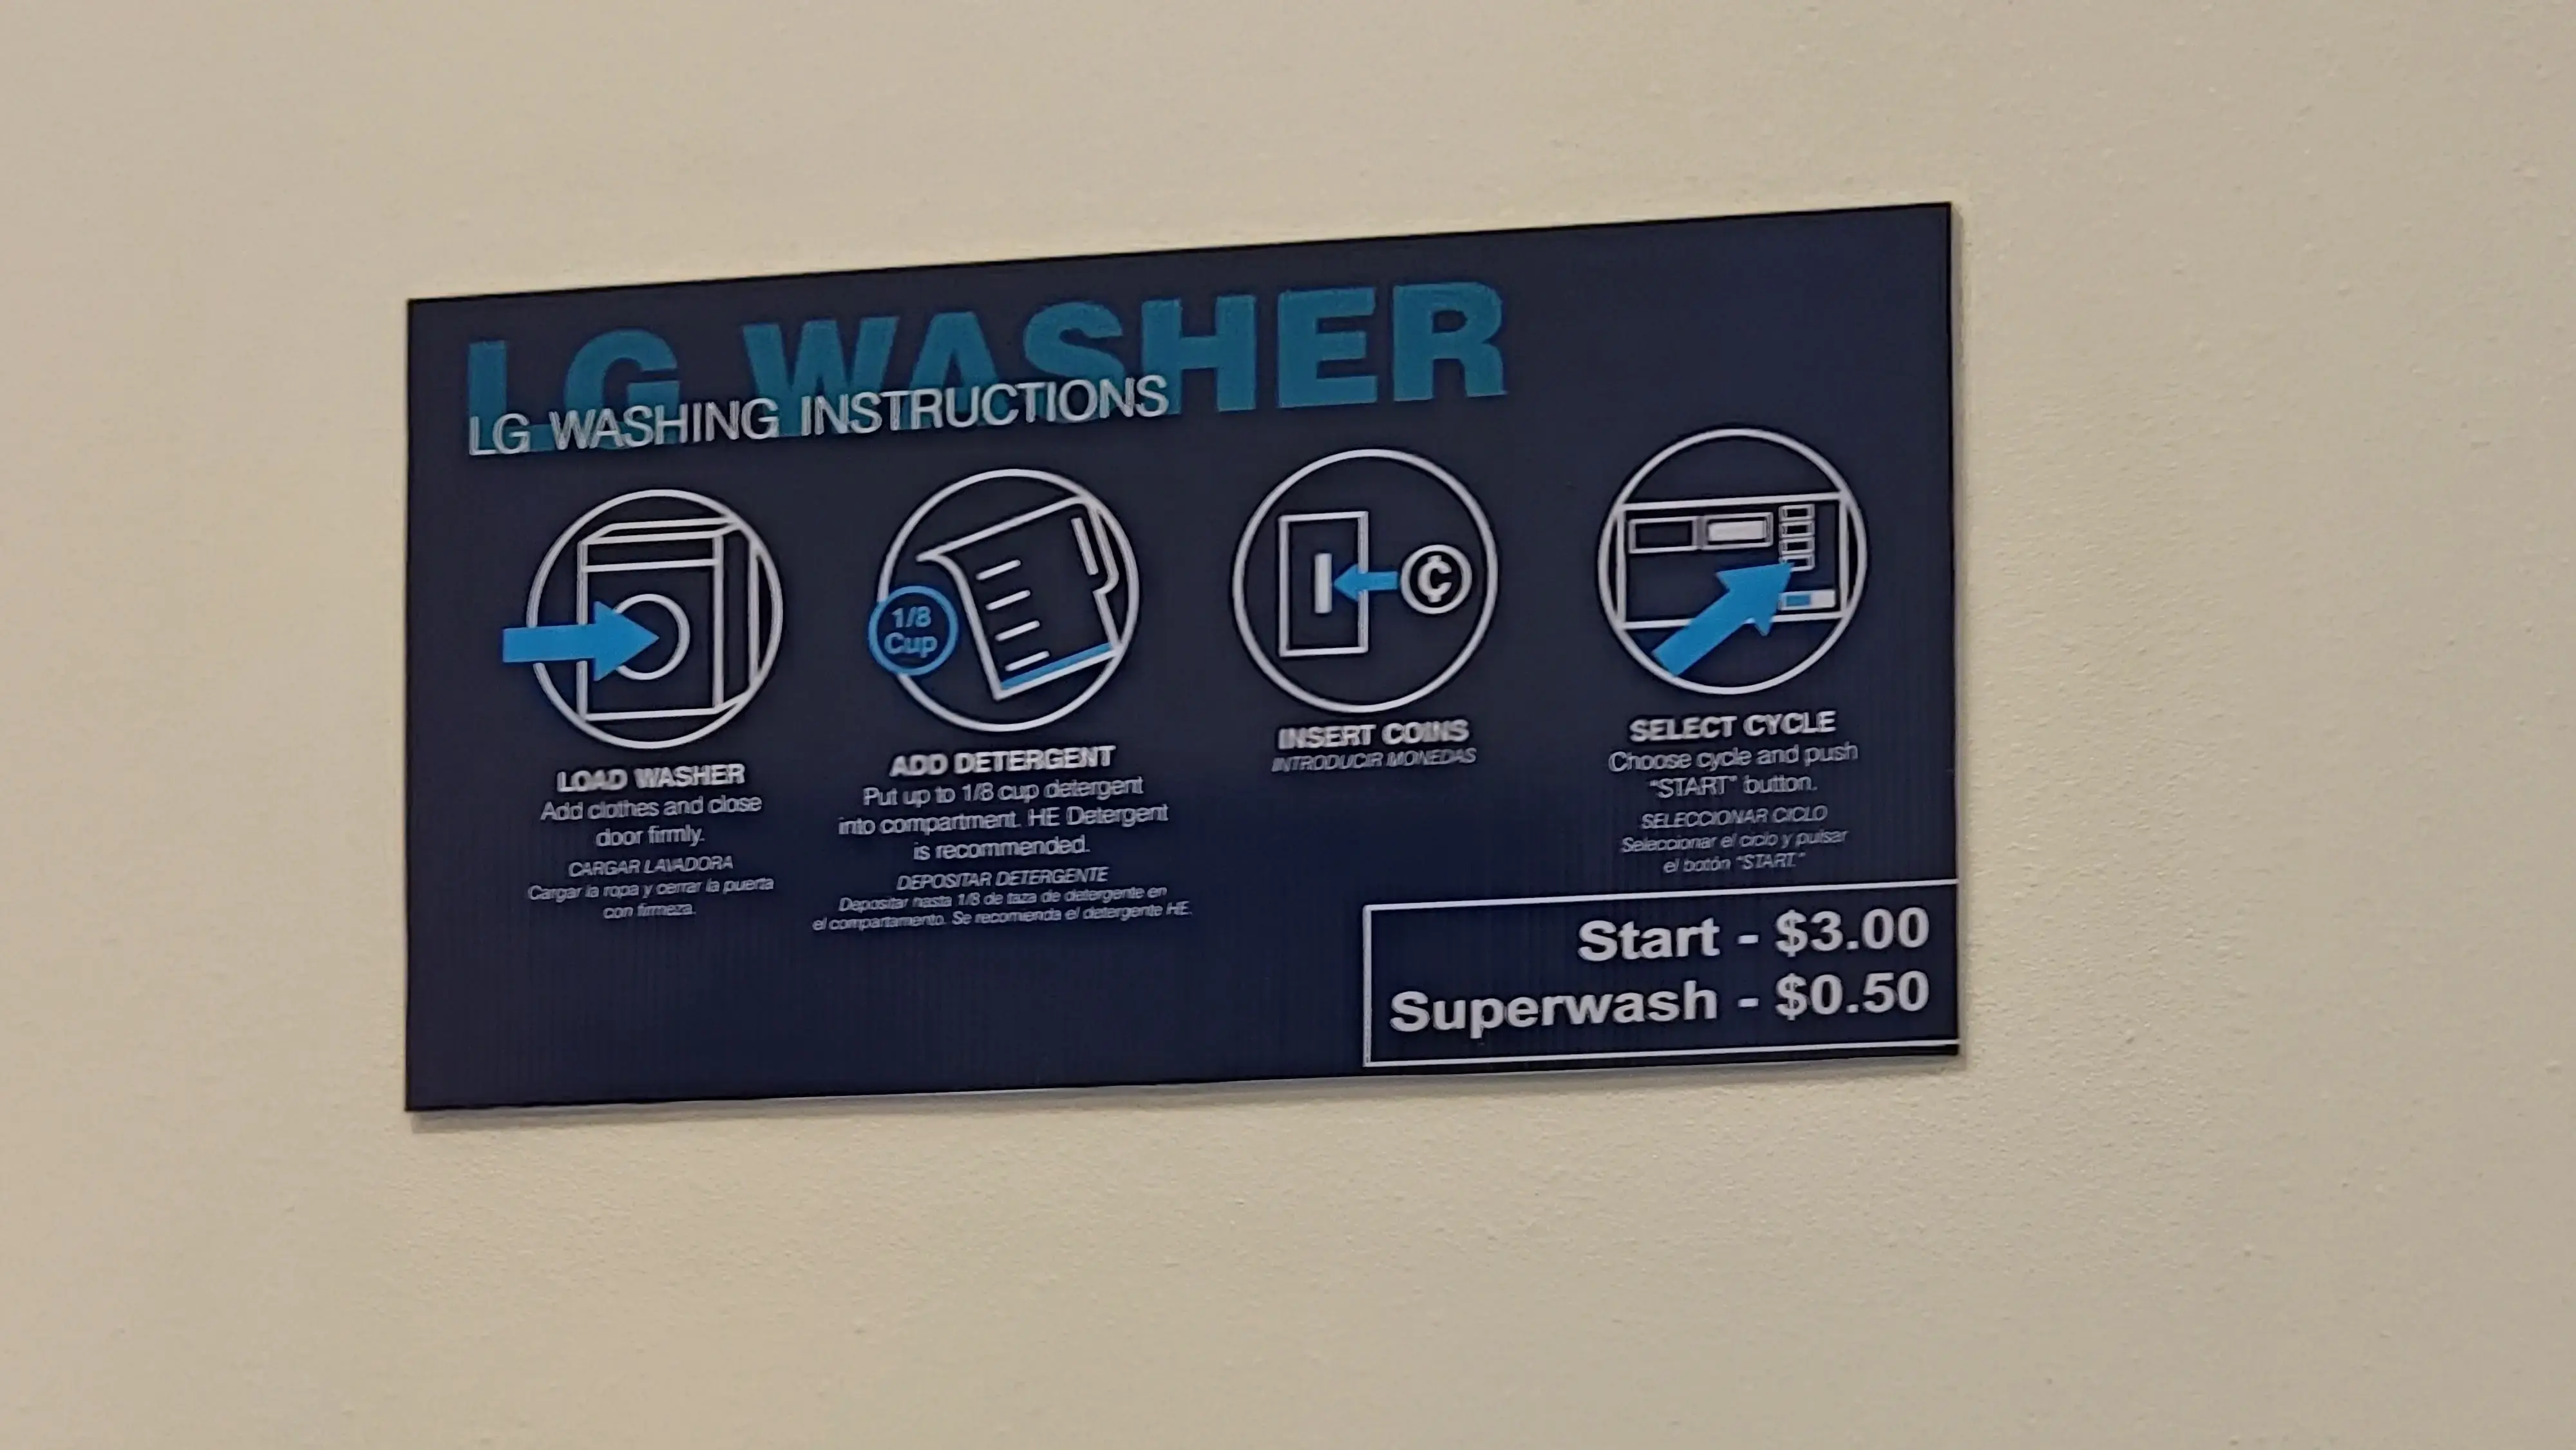 LG WASHER
LG WASHING INSTRUCTIONS
1/8
Cup
¢
LOAD WASHER
Add clothes and close
door firmly.
CARGAR LAVADORA
Cargar la ropa y cerrar la puerta
con firmeza.
ADD DETERGENT
Put up to 1/8 cup detergent
into compartment. HE Detergent
is recommended.
DEPOSITAR DETERGENTE
Depositar hasta 1/8 de taza de detergente en
el compartamento. Se recomienda el detergente HE.
INSERT COINS
INTRODUCIR MONEDAS
SELECT CYCLE
Choose cycle and push
"START" button.
SELECCIONAR CICLO
Seleccionar el ciclo y pulsar
el botón "START."
Start - $3.00
Superwash - $0.50